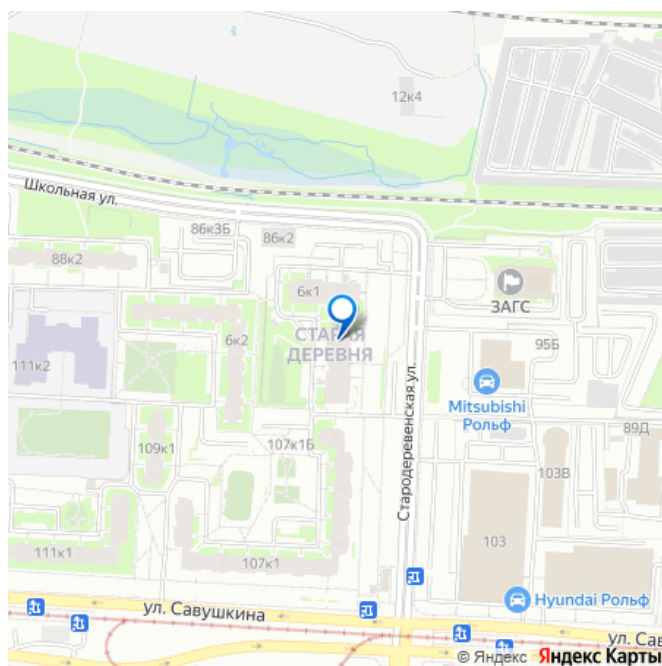 12к4
Школьная ул.
86к3Б
86к2
88к2
6к1
ЗАГС
СТАРАЯ
ДЕРЕВНЯ
6к2
95Б
111к2
Mitsubishi
Рольф
Стародеревенская ул.
109к1
107к1Б
89Д
103В
103
111к1
107к1
Hyundai Рольф
ул. Савушкина
ул. Сав
© Яндекс Яндекс Карты